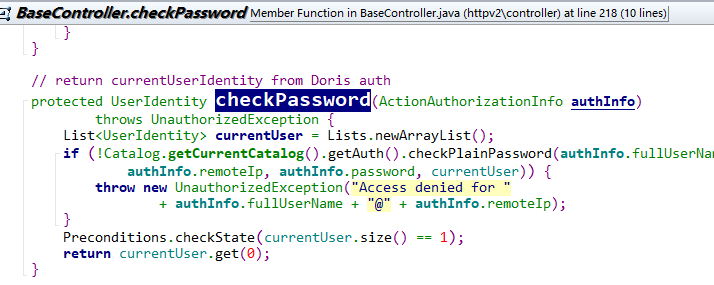 BaseController.checkPassword Member Function in BaseController.java (httpv2\controller) at line 218 (10 lines)
}
}
// return currentUserIdentity from Doris auth
protected UserIdentity checkPassword(ActionAuthorizationInfo authInfo)
throws UnauthorizedException {
List<UserIdentity> currentUser = Lists.newArrayList();
if (!Catalog.getCurrentCatalog().getAuth().checkPlainPassword(authInfo.fullUserNa
authInfo.remoteIp, authInfo.password, currentUser)) {
throw new UnauthorizedException("Access denied for "
+ authInfo.fullUserName + "@" + authInfo.remoteIp);
}
Preconditions.checkState(currentUser.size() == 1);
return currentUser.get(0);
}